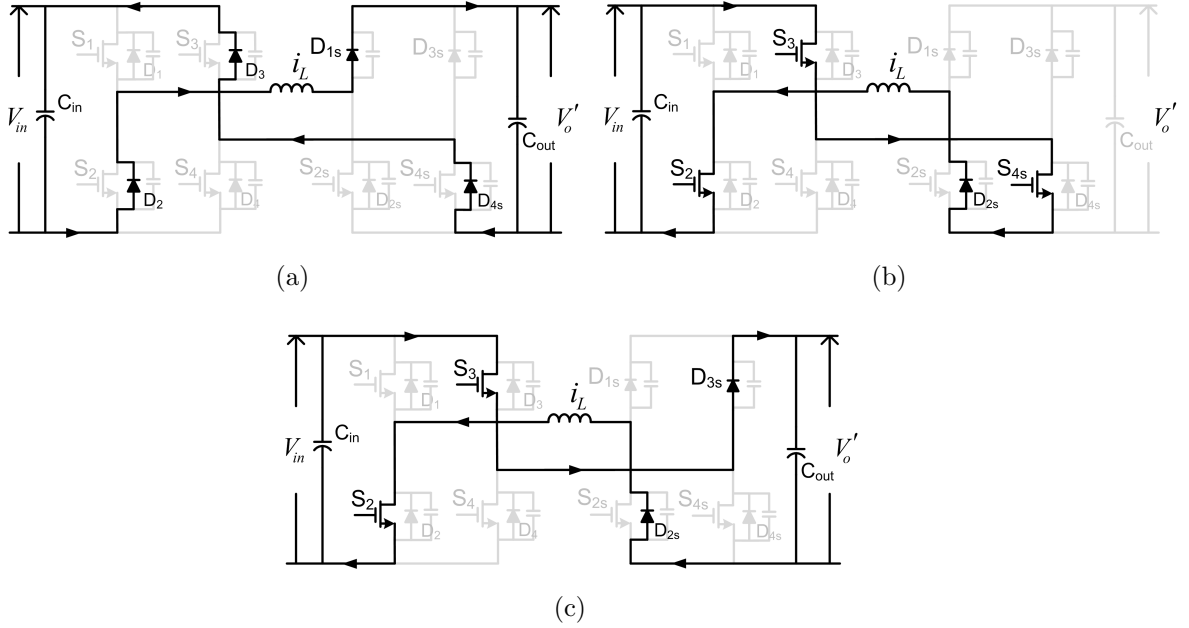 S1 S3 D1 D3 D1s D3s
iL
Vin Cin Cout Vo'
S2 S4 D2 D4 S2s S4s D2s D4s
(a)
S1 S3 D1 D3 D1s D3s
iL
Vin Cin Cout Vo'
S2 S4 D2 D4 S2s S4s D2s D4s
(b)
S1 S3 D1 D3 D1s D3s
iL
Vin Cin Cout Vo'
S2 S4 D2 D4 S2s S4s D2s D4s
(c)